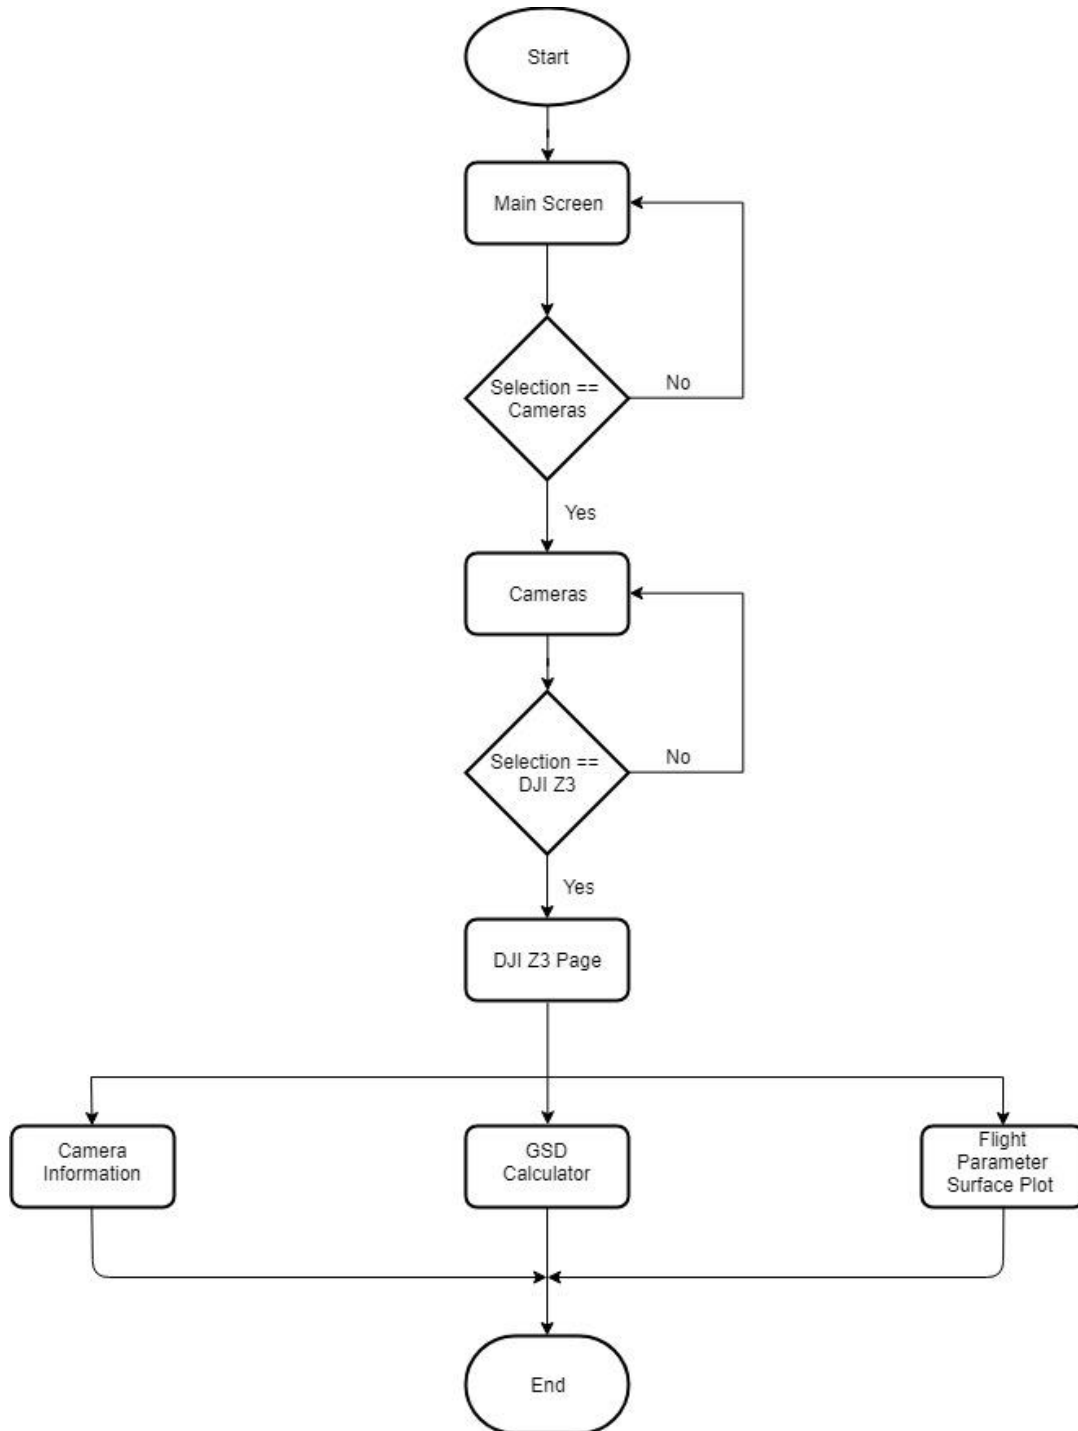 Start
Main Screen
Selection ==
Cameras
No
Yes
Cameras
Selection ==
DJI Z3
No
Yes
DJI Z3 Page
Camera
Information
GSD
Calculator
Flight
Parameter
Surface Plot
End